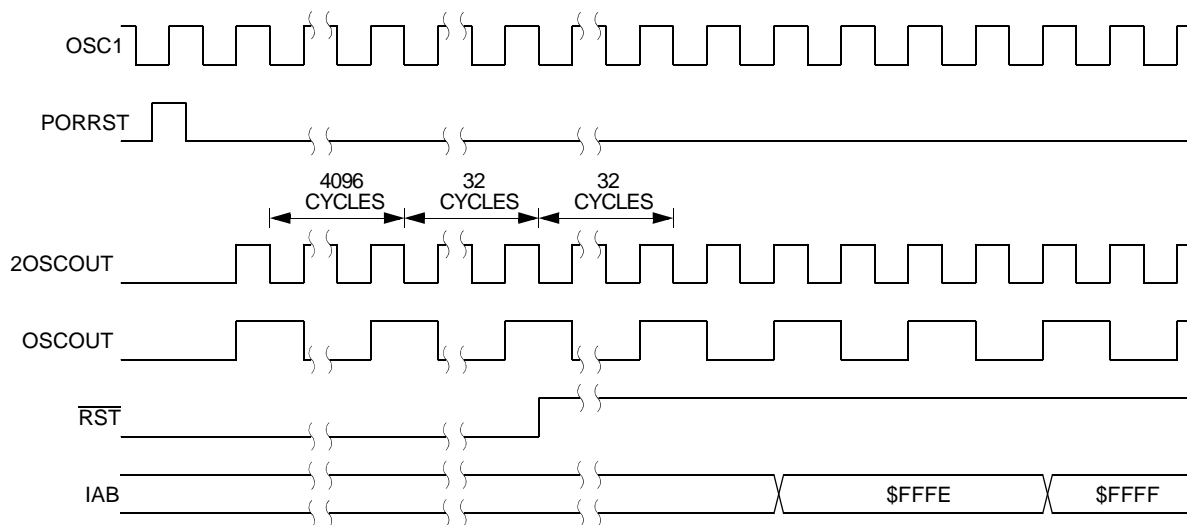 OSC1
PORRST
4096
CYCLES
32
CYCLES
32
CYCLES
2OSCOUT
OSCOUT
RST
IAB
$FFFE
$FFFF